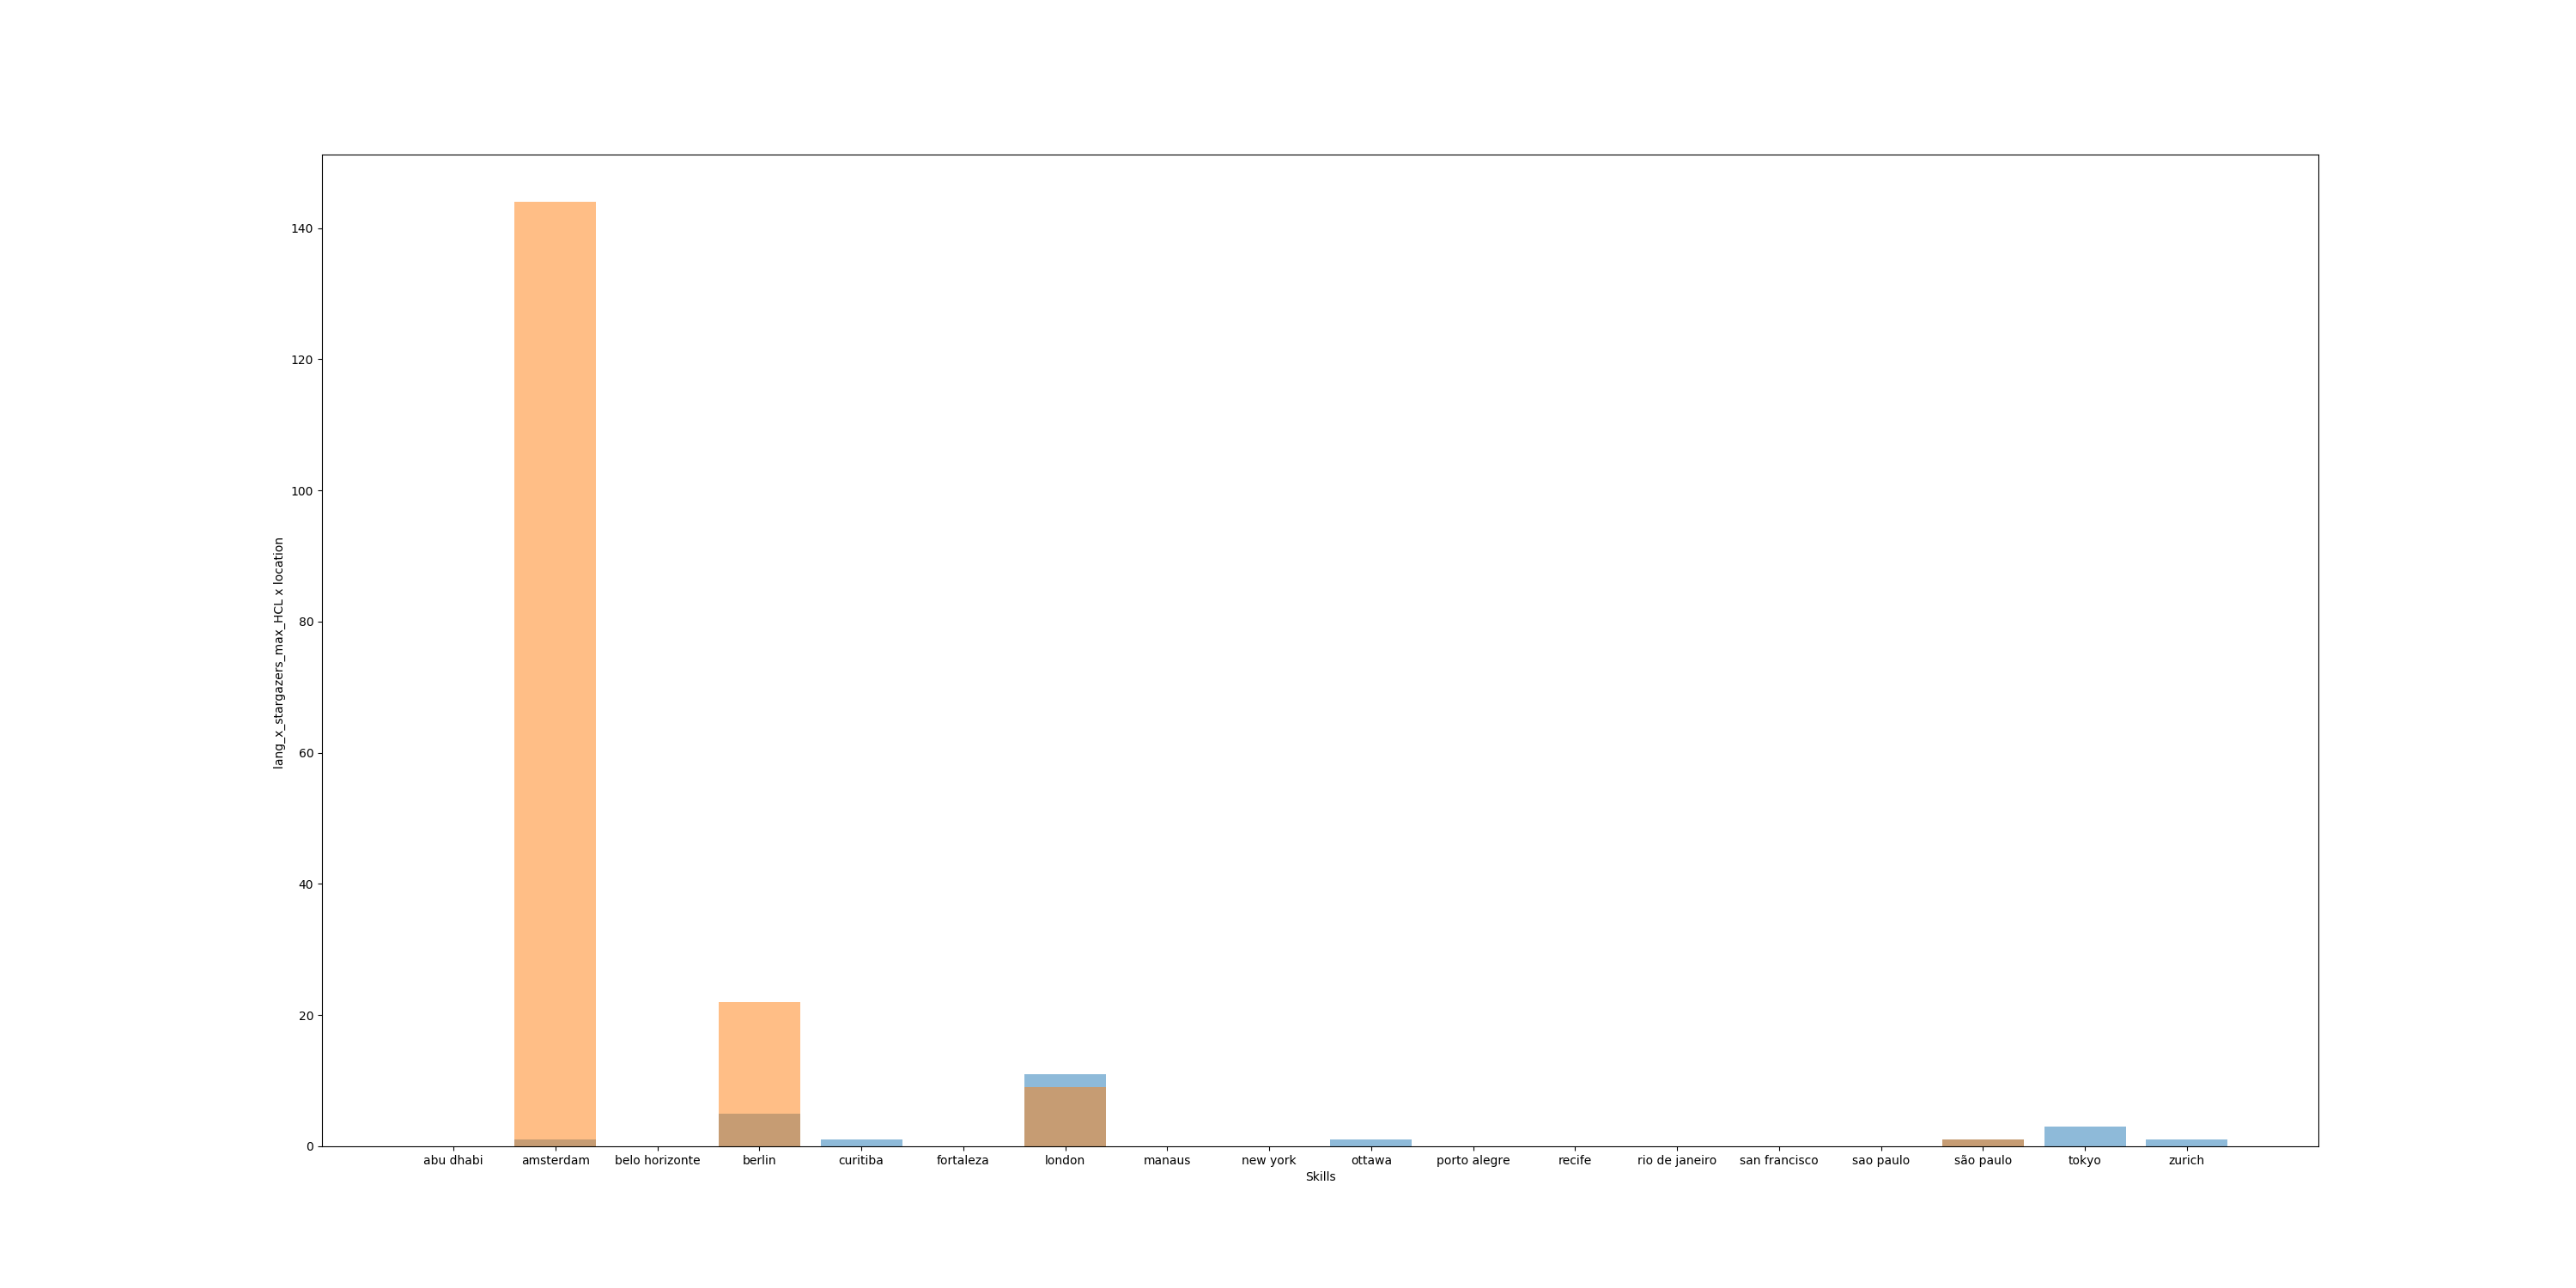 140
120
100
80
60
40
20
0
lang_x_stargazers_max_HCL x location
abu dhabi amsterdam belo horizonte berlin curitiba fortaleza london manaus new york ottawa porto alegre recife rio de janeiro san francisco sao paulo são paulo tokyo zurich
Skills